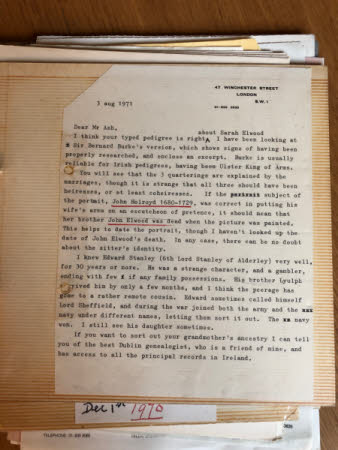 47 WINCHESTER STREET
LONDON
S.W.1
3 aug 1971
Dear Mr Ash,
about Sarah Elwood
I think your typed pedigree is right. I have been looking at
Sir Bernard Burke's version, which shows signs of having been
properly researched, and enclose an excerpt. Burke is usually
reliable for Irish pedigrees, having been Ulster King of Arms.
You will see that the 3 quarterings are explained by the
marriages, though it is strange that all three should have been
heiresses, or at least coheiresses. If the subject
of the portrait, John Holroyd 1680-1729, was correct in putting his
wife's arms on an escutcheon of pretence, it should mean that
her brother John Elwood was dead when the picture was painted.
This helps to date the portrait, though I haven't looked up the
date of John Elwood's death. In any case, there can be no doubt
about the sitter's identity.
I knew Edward Stanley (6th Lord Stanley of Alderley) very well,
for 30 years or more. He was a strange character, and a gambler,
ending with few if any family possessions. His brother Lyulph
survived him by only a few months, and I think the peerage has
gone to a rather remote cousin. Edward sometimes called himself
Lord Sheffield, and during the war joined both the army and the
navy under different names, letting them sort it out. The navy
won. I still see his daughter sometimes.
If you want to sort out your grandmother's ancestry I can tell
you of the best Dublin genealogist, who is a friend of mine, and
has access to all the principal records in Ireland.
Dec 1st 1970
TELEPHONE